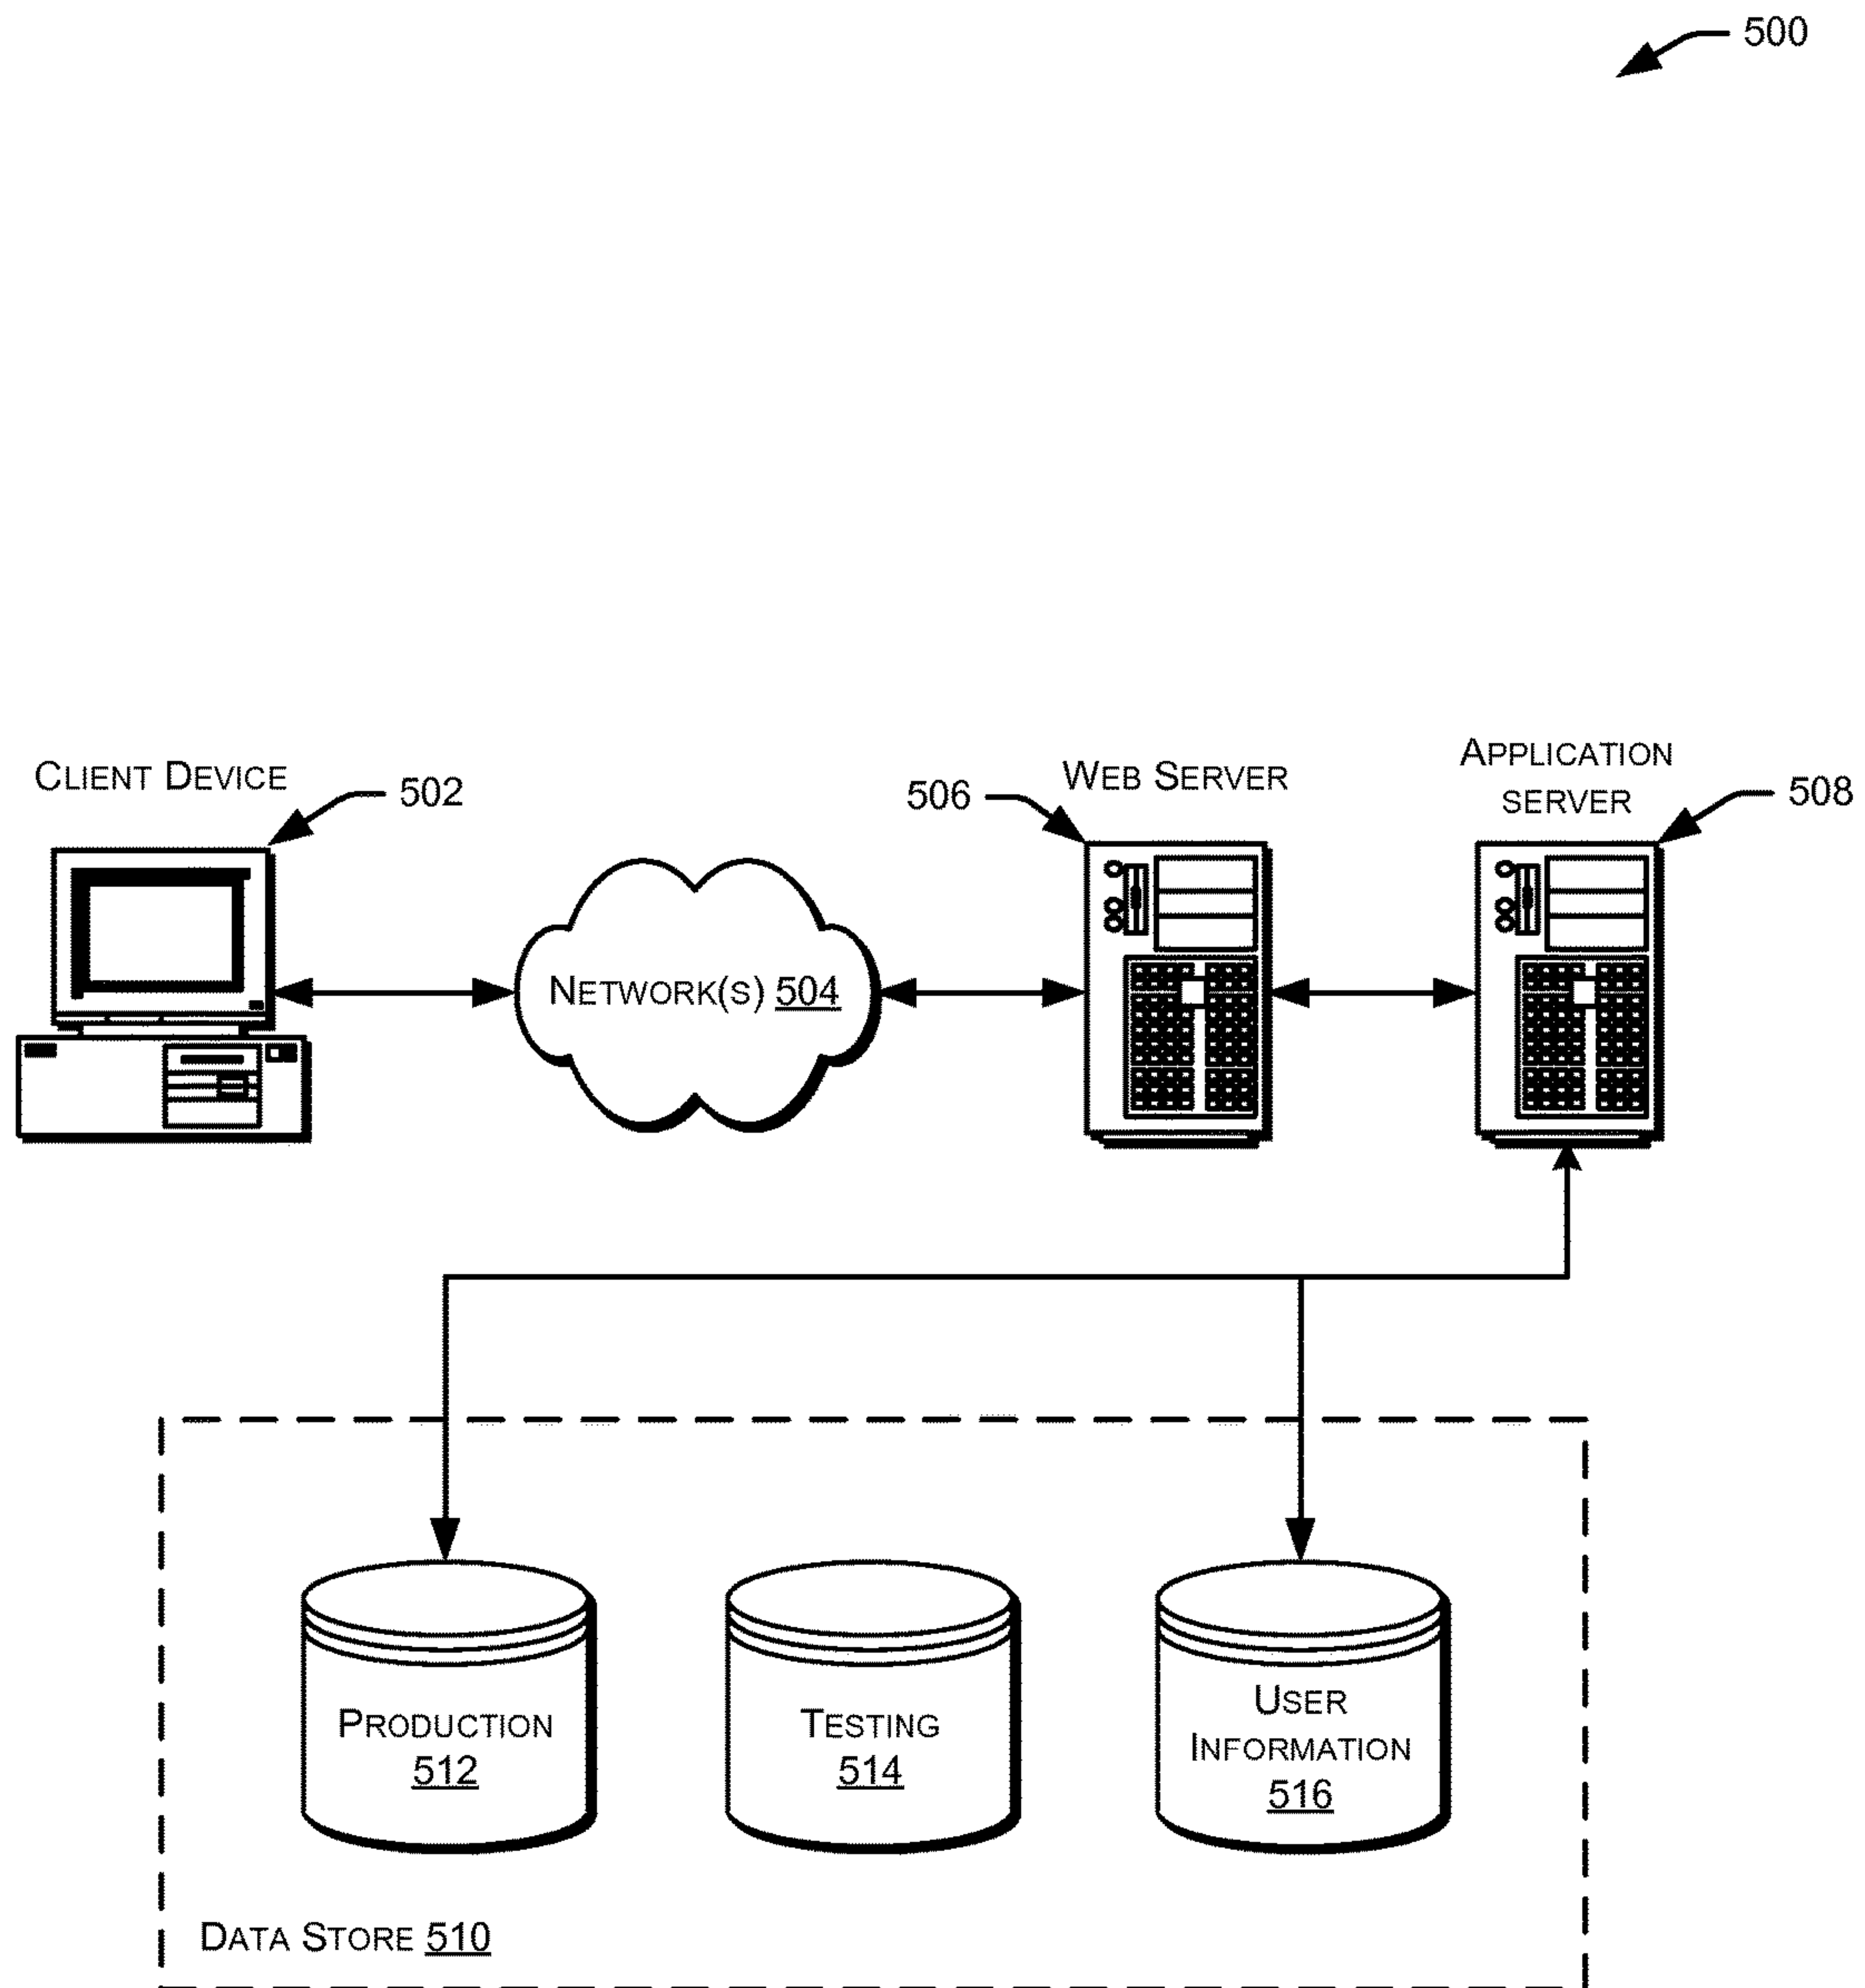 500
CLIENT DEVICE
502
506
WEB SERVER
APPLICATION
SERVER
508
NETWORK(S) 504
PRODUCTION
512
TESTING
514
USER
INFORMATION
516
DATA STORE 510